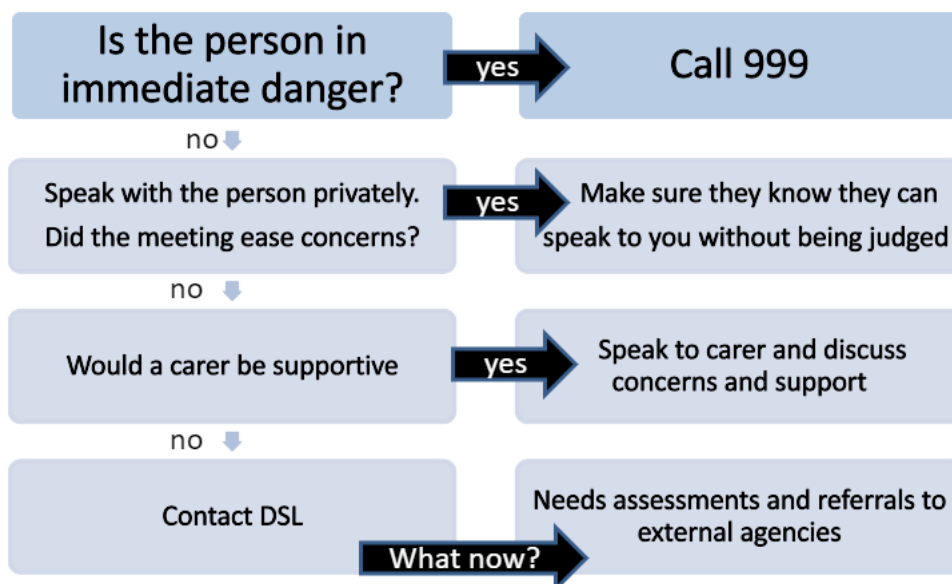 Is the person in
immediate danger?
yes
Call 999
no
Speak with the person privately.
Did the meeting ease concerns?
yes
Make sure they know they can
speak to you without being judged
no
Would a carer be supportive
yes
Speak to carer and discuss
concerns and support
no
Contact DSL
What now?
Needs assessments and referrals to
external agencies